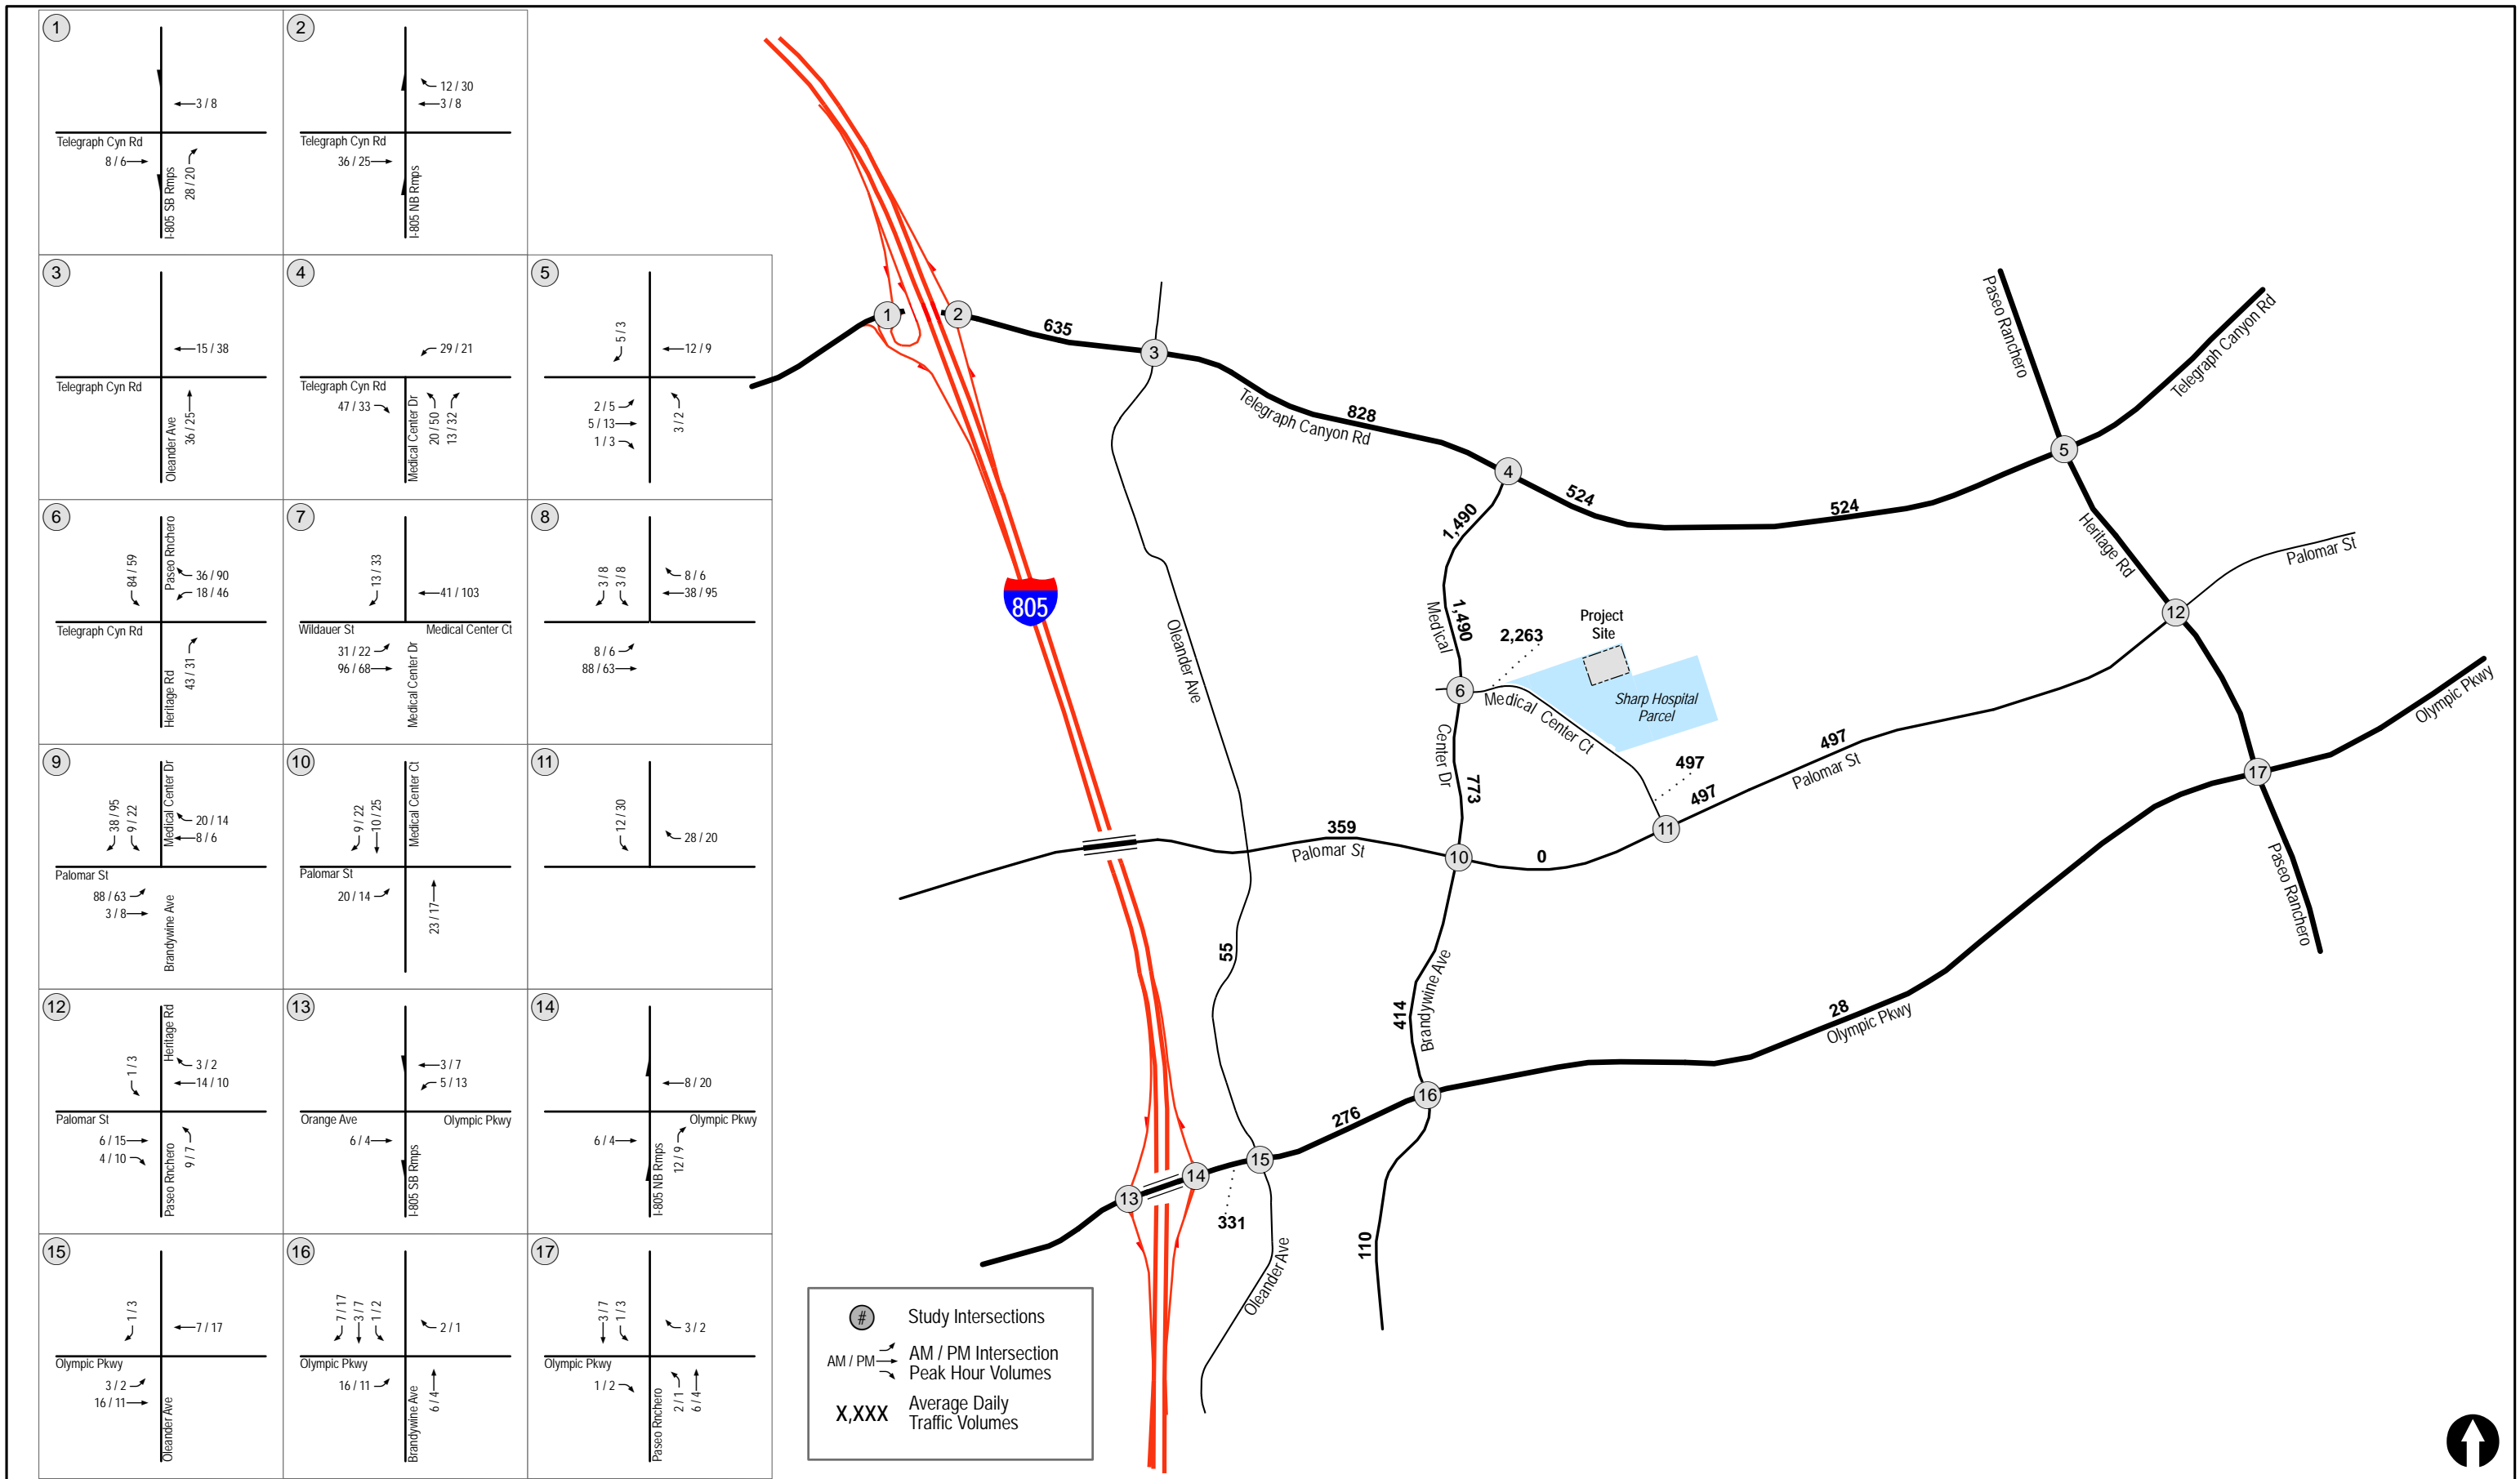 1
3 / 8
Telegraph Cyn Rd
8 / 6
28 / 20
I-805 SB Rmps
2
12 / 30
3 / 8
Telegraph Cyn Rd
36 / 25
I-805 NB Rmps
3
15 / 38
Telegraph Cyn Rd
Oleander Ave
36 / 25
4
29 / 21
Telegraph Cyn Rd
47 / 33
Medical Center Dr
20 / 50
13 / 32
5
5 / 3
12 / 9
2 / 5
5 / 13
1 / 3
3 / 2
6
84 / 59
Paseo Rnchero
36 / 90
18 / 46
Telegraph Cyn Rd
Heritage Rd
43 / 31
7
13 / 33
41 / 103
Wildauer St
Medical Center Ct
31 / 22
96 / 68
Medical Center Dr
8
3 / 8
3 / 8
8 / 6
38 / 95
8 / 6
88 / 63
9
38 / 95
9 / 22
Medical Center Dr
20 / 14
8 / 6
Palomar St
88 / 63
3 / 8
Brandywine Ave
10
9 / 22
10 / 25
Medical Center Ct
Palomar St
20 / 14
23 / 17
11
12 / 30
28 / 20
12
1 / 3
Heritage Rd
3 / 2
14 / 10
Palomar St
6 / 15
4 / 10
Paseo Rnchero
9 / 7
13
3 / 7
5 / 13
Orange Ave
Olympic Pkwy
6 / 4
I-805 SB Rmps
14
8 / 20
Olympic Pkwy
6 / 4
I-805 NB Rmps
12 / 9
15
1 / 3
7 / 17
Olympic Pkwy
3 / 2
16 / 11
Oleander Ave
16
7 / 17
3 / 7
1 / 2
2 / 1
Olympic Pkwy
16 / 11
Brandywine Ave
6 / 4
17
3 / 7
1 / 3
3 / 2
Olympic Pkwy
1 / 2
Paseo Rnchero
2 / 1
6 / 4
1
2
635
3
Telegraph Canyon Rd
828
4
524
524
5
Paseo Ranchero
Telegraph Canyon Rd
Heritage Rd
Palomar St
12
1,490
1,490
Medical
Center Dr
805
Oleander Ave
2,263
Project
Site
Sharp Hospital
Parcel
6
Medical Center Ct
773
497
497
497
Palomar St
11
359
Palomar St
10
0
Olympic Pkwy
17
Paseo Ranchero
55
414
Brandywine Ave
28
Olympic Pkwy
16
276
15
14
13
331
110
Oleander Ave
#
Study Intersections
AM / PM
AM / PM Intersection
Peak Hour Volumes
X,XXX
Average Daily
Traffic Volumes